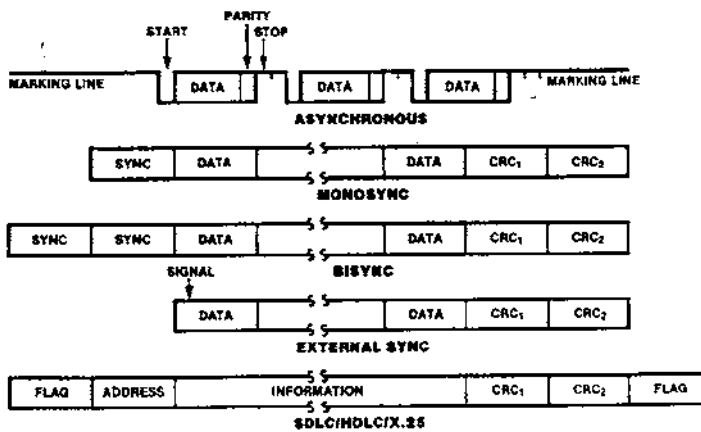 PARITY
START STOP
MARKING LINE DATA DATA DATA MARKING LINE
ASYNCHRONOUS
SYNC DATA DATA CRC₁ CRC₂
MONOSYNC
SYNC SYNC DATA DATA CRC₁ CRC₂
BISYNC
SIGNAL
DATA DATA CRC₁ CRC₂
EXTERNAL SYNC
FLAG ADDRESS INFORMATION CRC₁ CRC₂ FLAG
SDLC/HDLC/X.25